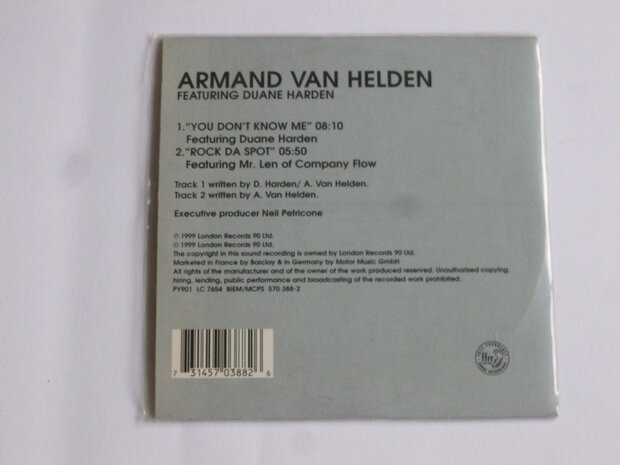 ARMAND VAN HELDEN
FEATURING DUANE HARDEN
1."YOU DON'T KNOW ME" 08:10
Featuring Duane Harden
2."ROCK DA SPOT" 05:50
Featuring Mr. Len of Company Flow
Track 1 written by D. Harden/ A. Van Helden.
Track 2 written by A. Van Helden.
Executive producer Neil Petricone
℗ 1999 London Records 90 Ltd.
© 1999 London Records 90 Ltd.
The copyright in this sound recording is owned by London Records 90 Ltd.
Marketed in France by Barclay & in Germany by Motor Music GmbH
All rights of the manufacturer and of the owner of the work produced reserved. Unauthorised copying,
hiring, lending, public performance and broadcasting of the recorded work prohibited.
PY901 LC 7654 BIEM/MCPS 570 388-2
7 31457 03882 6
ffrr